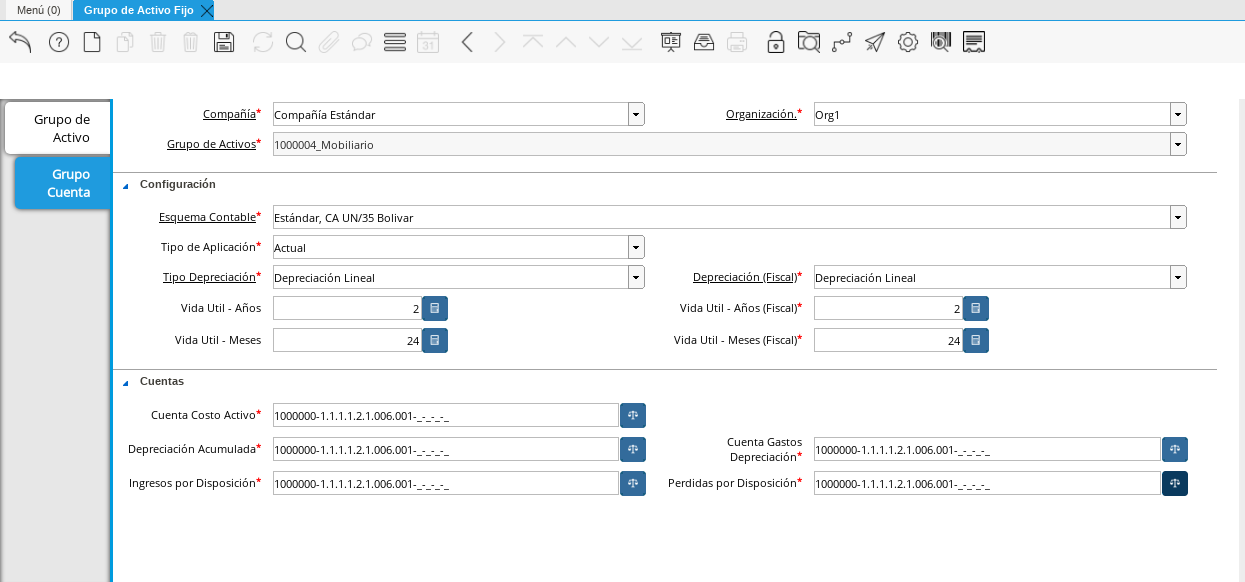 Menú (0)
Grupo de Activo Fijo
31
Grupo de
Activo
Grupo
Cuenta
Compañía* Compañía Estándar Organización.* Org1
Grupo de Activos* 1000004_Mobiliario
Configuración
Esquema Contable* Estándar, CA UN/35 Bolivar
Tipo de Aplicación* Actual
Tipo Depreciación* Depreciación Lineal Depreciación (Fiscal)* Depreciación Lineal
Vida Util - Años 2 Vida Util - Años (Fiscal)* 2
Vida Util - Meses 24 Vida Util - Meses (Fiscal)* 24
Cuentas
Cuenta Costo Activo* 1000000-1.1.1.1.2.1.006.001-_-_-_-_
Depreciación Acumulada* 1000000-1.1.1.1.2.1.006.001-_-_-_-_
Cuenta Gastos
Depreciación* 1000000-1.1.1.1.2.1.006.001-_-_-_-_
Ingresos por Disposición* 1000000-1.1.1.1.2.1.006.001-_-_-_-_ Perdidas por Disposición* 1000000-1.1.1.1.2.1.006.001-_-_-_-_